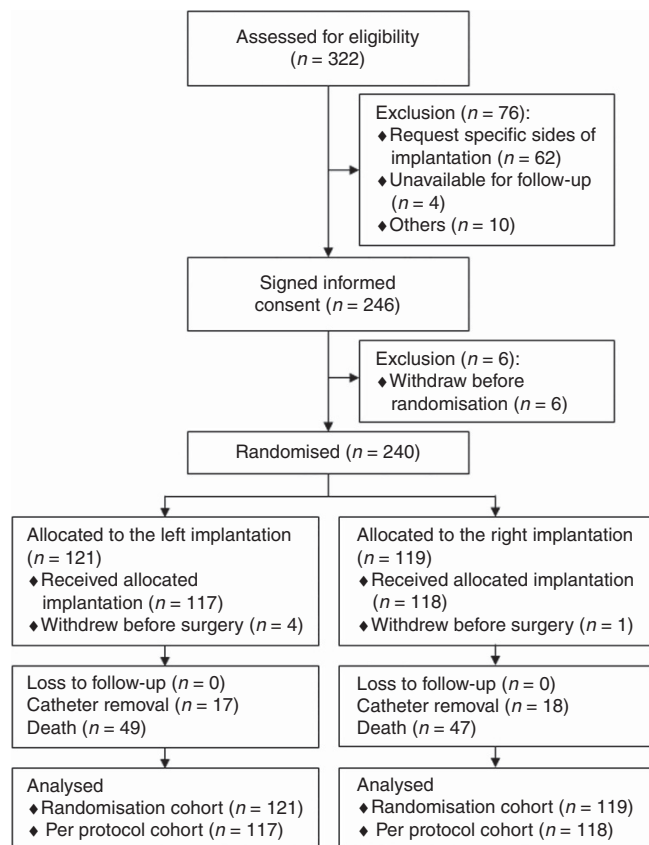 Assessed for eligibility
(n = 322)
Exclusion (n = 76):
♦Request specific sides of
implantation (n = 62)
♦Unavailable for follow-up
(n = 4)
♦Others (n = 10)
Signed informed
consent (n = 246)
Exclusion (n = 6):
♦Withdraw before
randomisation (n = 6)
Randomised (n = 240)
Allocated to the left implantation
(n = 121)
♦Received allocated
implantation (n = 117)
♦Withdrew before surgery (n = 4)
Allocated to the right implantation
(n = 119)
♦Received allocated implantation
(n = 118)
♦Withdrew before surgery (n = 1)
Loss to follow-up (n = 0)
Catheter removal (n = 17)
Death (n = 49)
Loss to follow-up (n = 0)
Catheter removal (n = 18)
Death (n = 47)
Analysed
♦Randomisation cohort (n = 121)
♦ Per protocol cohort (n = 117)
Analysed
♦Randomisation cohort (n = 119)
♦ Per protocol cohort (n = 118)